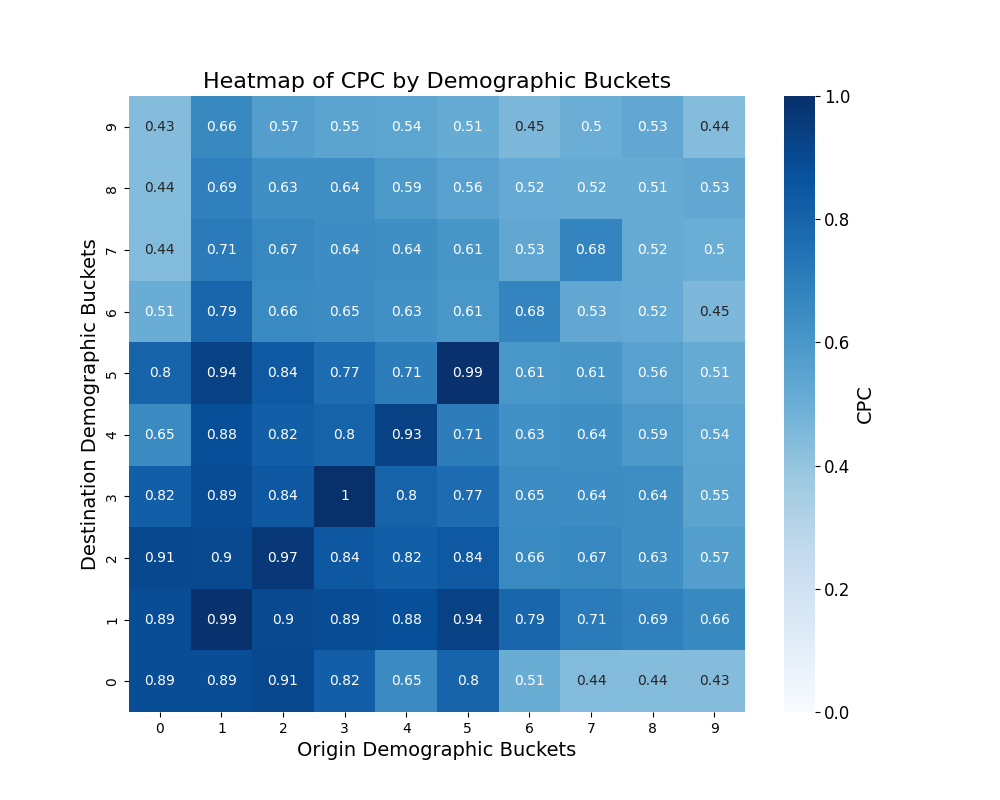 Heatmap of CPC by Demographic Buckets
Destination Demographic Buckets
9 0.43 0.66 0.57 0.55 0.54 0.51 0.45 0.5 0.53 0.44
8 0.44 0.69 0.63 0.64 0.59 0.56 0.52 0.52 0.51 0.53
7 0.44 0.71 0.67 0.64 0.64 0.61 0.53 0.68 0.52 0.5
6 0.51 0.79 0.66 0.65 0.63 0.61 0.68 0.53 0.52 0.45
5 0.8 0.94 0.84 0.77 0.71 0.99 0.61 0.61 0.56 0.51
4 0.65 0.88 0.82 0.8 0.93 0.71 0.63 0.64 0.59 0.54
3 0.82 0.89 0.84 1 0.8 0.77 0.65 0.64 0.64 0.55
2 0.91 0.9 0.97 0.84 0.82 0.84 0.66 0.67 0.63 0.57
1 0.89 0.99 0.9 0.89 0.88 0.94 0.79 0.71 0.69 0.66
0 0.89 0.89 0.91 0.82 0.65 0.8 0.51 0.44 0.44 0.43
0 1 2 3 4 5 6 7 8 9
Origin Demographic Buckets
1.0
0.8
0.6
0.4
0.2
0.0
CPC